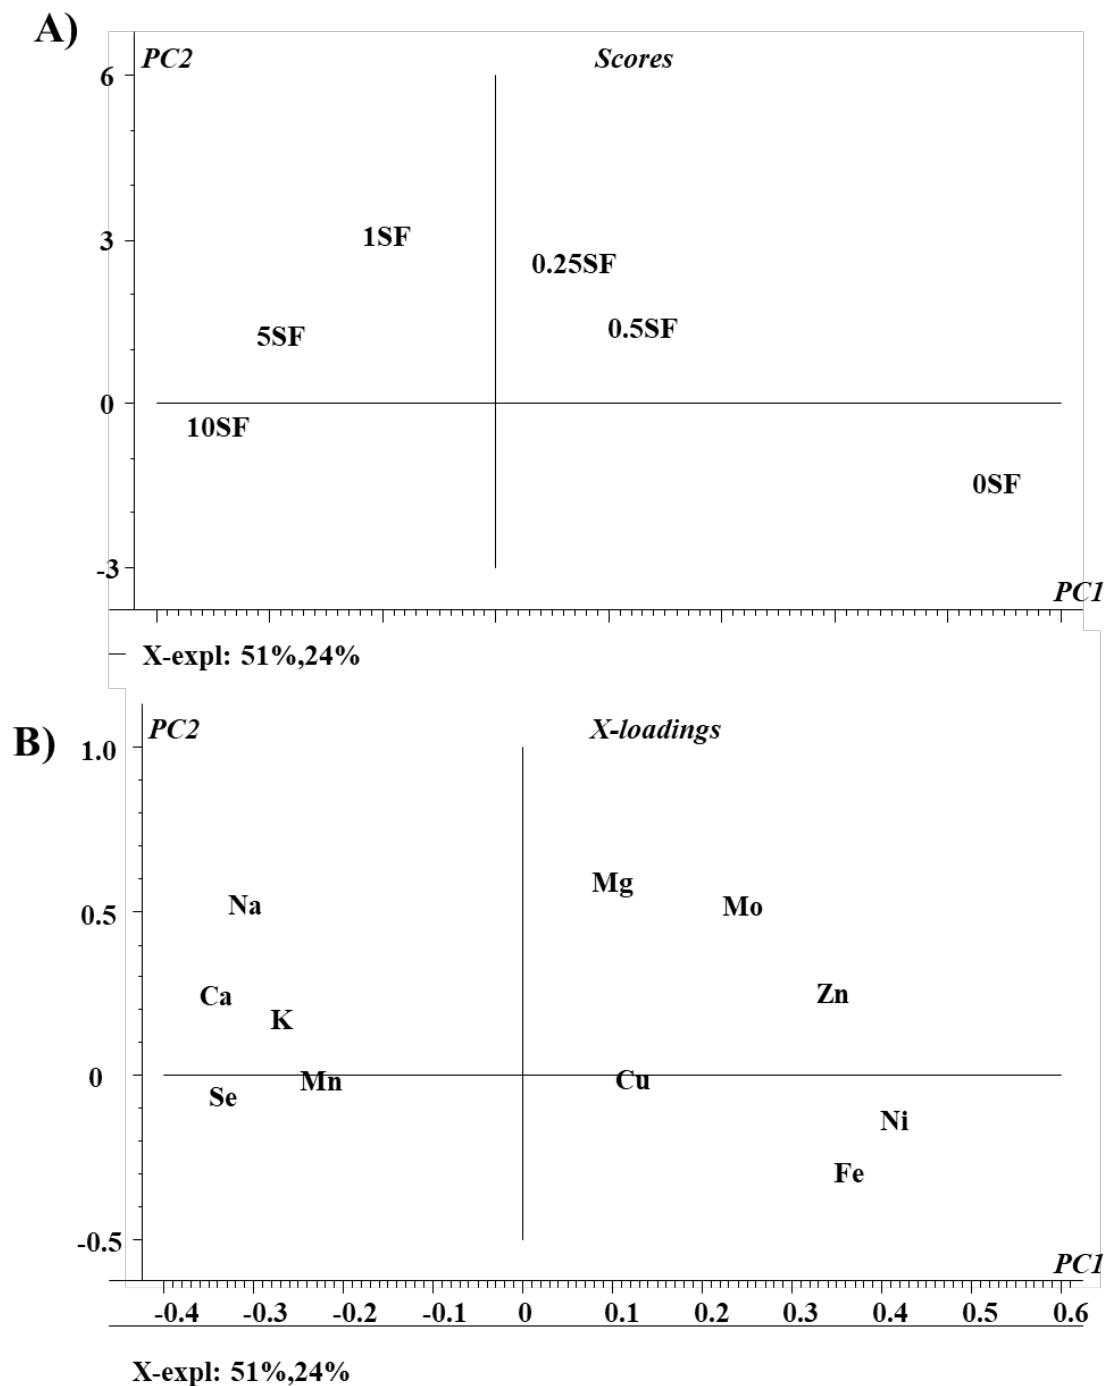 A)
PC2 Scores
6
3
1SF
0.25SF
0.5SF
5SF
0
10SF
0SF
-3
PC1
X-expl: 51%,24%
B)
PC2 X-loadings
1.0
Mg
Na
Mo
0.5
Ca
Zn
K
0
Mn
Cu
Se
Ni
Fe
-0.5
PC1
-0.4 -0.3 -0.2 -0.1 0 0.1 0.2 0.3 0.4 0.5 0.6
X-expl: 51%,24%